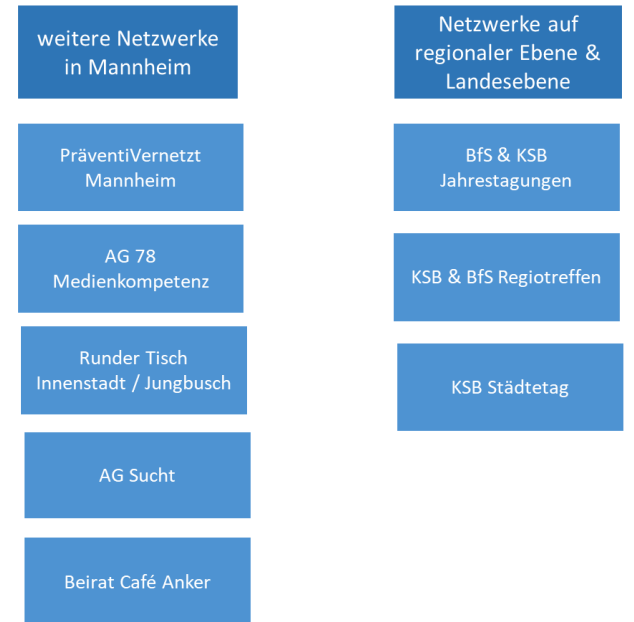 weitere Netzwerke
in Mannheim
PräventiVernetzt
Mannheim
AG 78
Medienkompetenz
Runder Tisch
Innenstadt / Jungbusch
AG Sucht
Beirat Café Anker
Netzwerke auf
regionaler Ebene &
Landesebene
BfS & KSB
Jahrestagungen
KSB & BfS Regiotreffen
KSB Städtetag